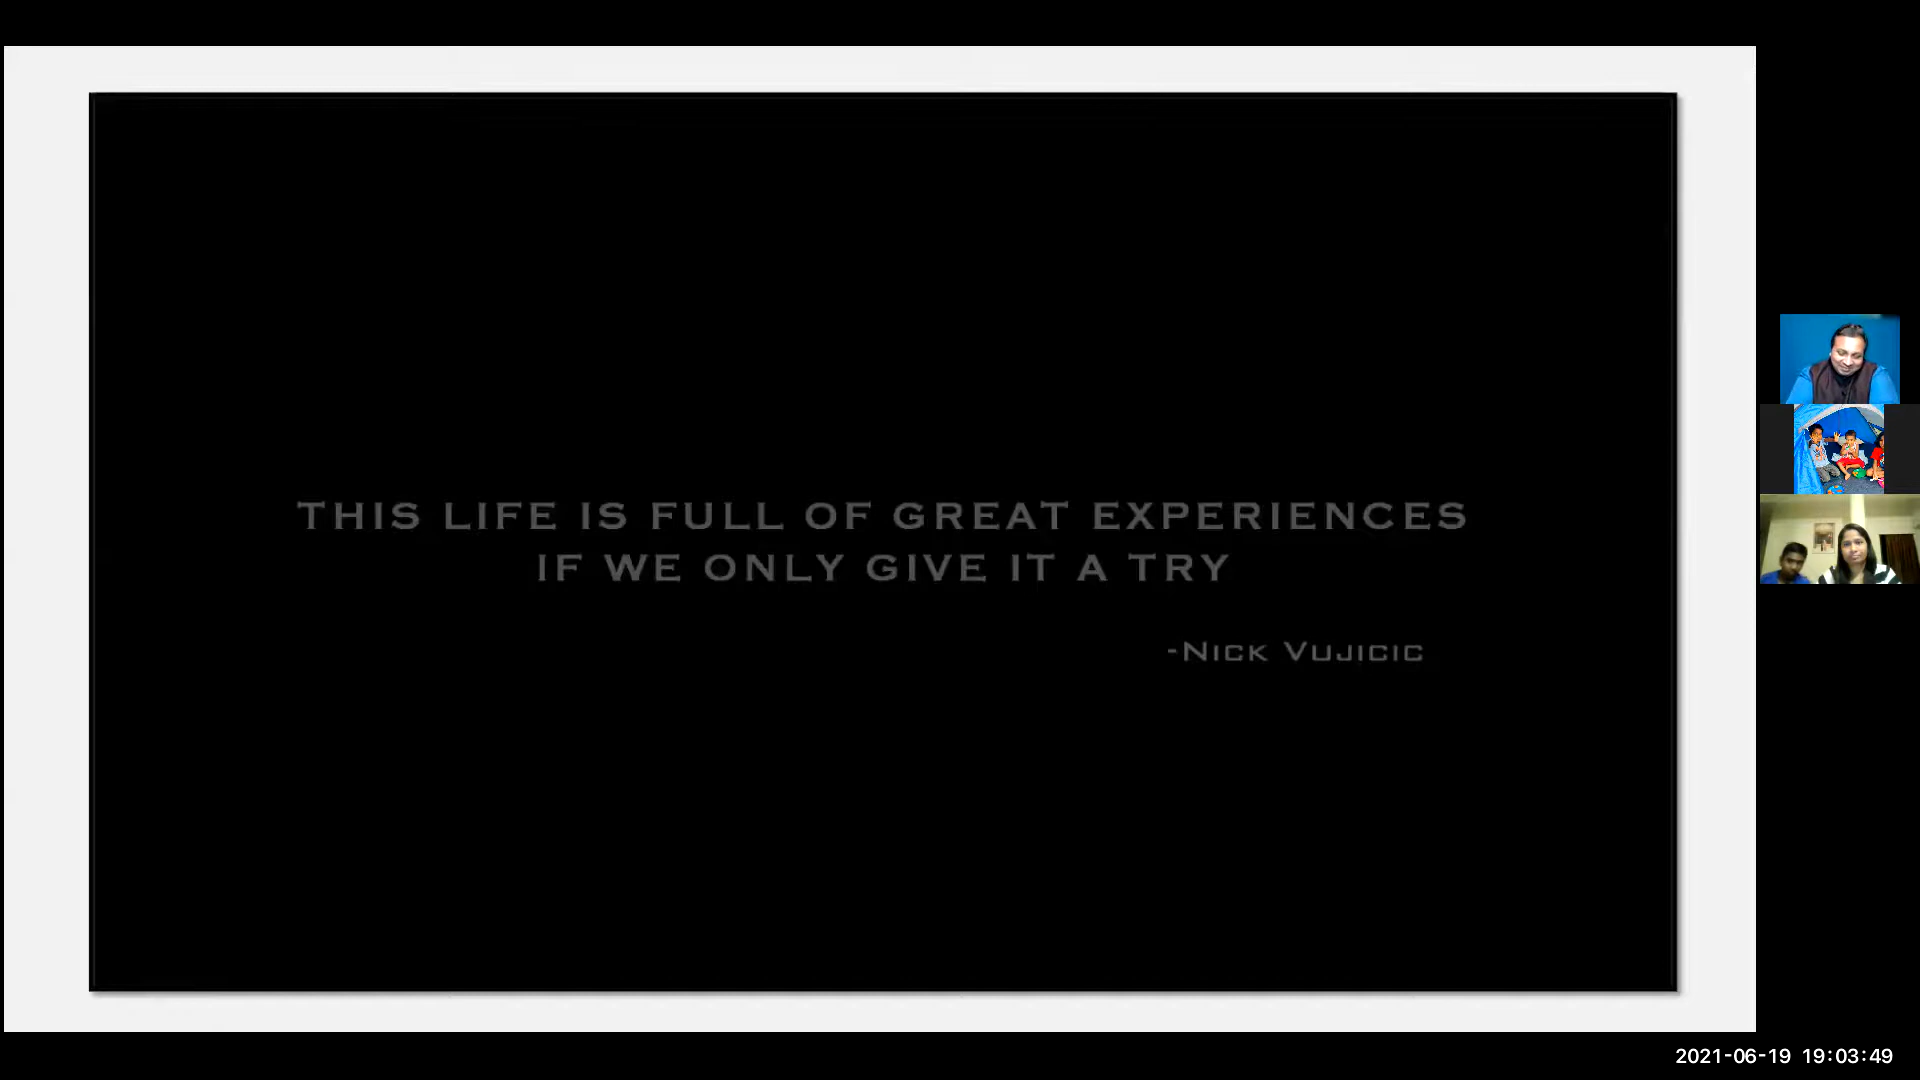 THIS LIFE IS FULL OF GREAT EXPERIENCES
IF WE ONLY GIVE IT A TRY
-NICK VUJICIC
2021-06-19 19:03:49